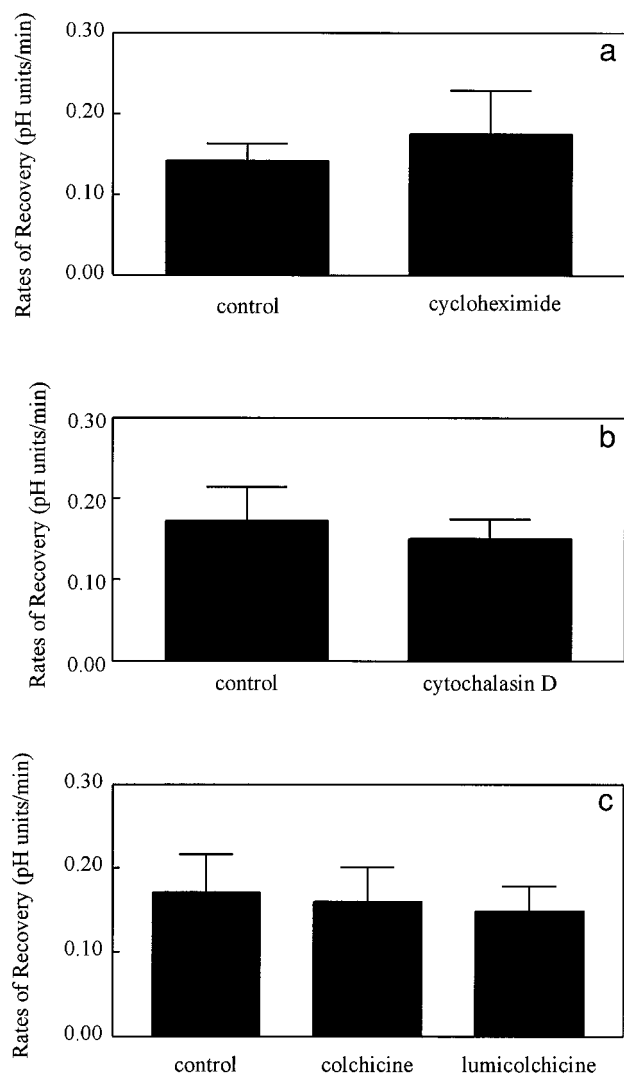 Rates of Recovery (pH units/min)
0.30
0.20
0.10
0.00
a
control cycloheximide
Rates of Recovery (pH units/min)
0.30
0.20
0.10
0.00
b
control cytochalasin D
Rates of Recovery (pH units/min)
0.30
0.20
0.10
0.00
c
control colchicine lumicolchicine